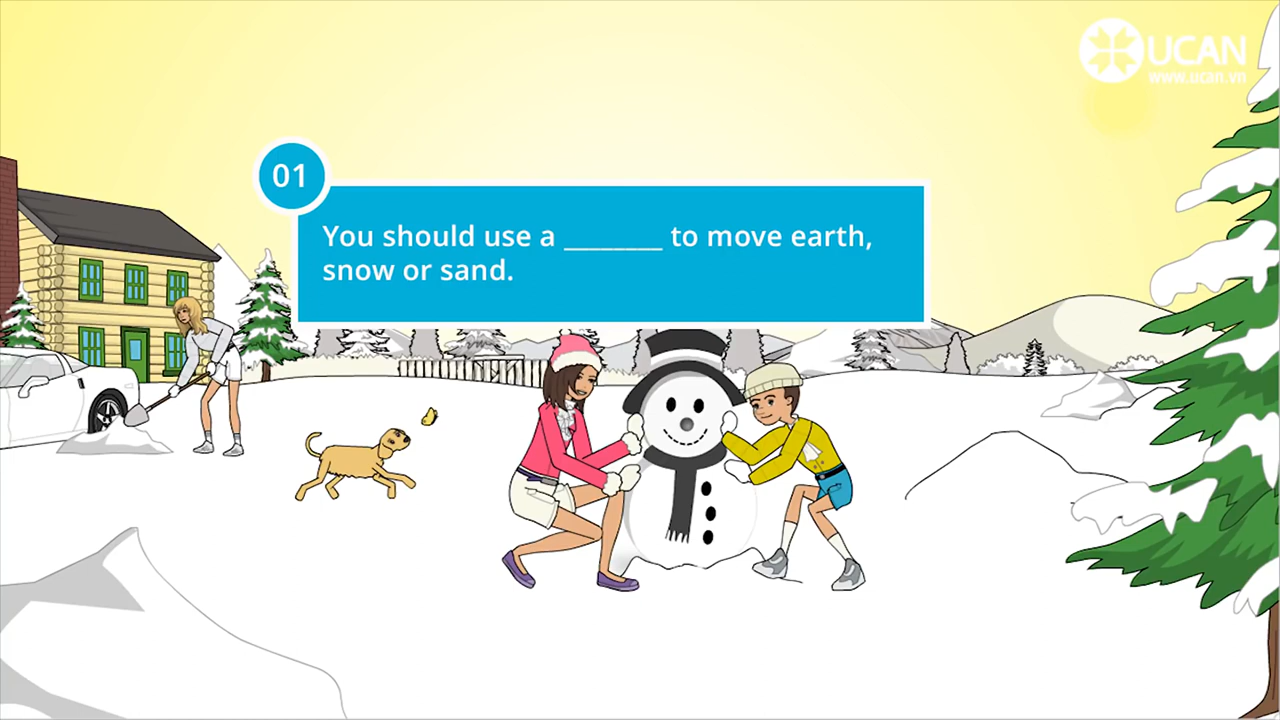 UCAN
www.ucan.vn
01
You should use a _______ to move earth,
snow or sand.